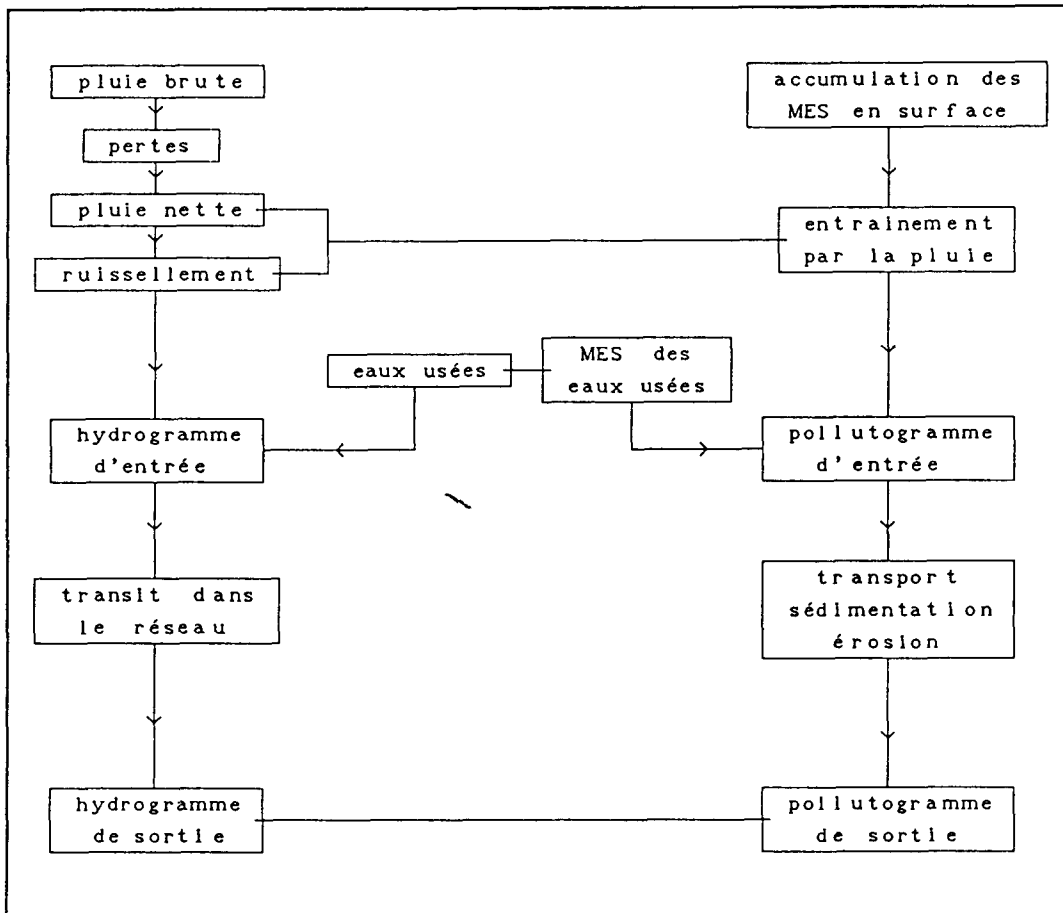 pluie brute
pertes
pluie nette
ruissellement
hydrogramme
d'entrée
transit dans
le réseau
hydrogramme
de sortie
eaux usées
MES des
eaux usées
accumulation des
MES en surface
entrainement
par la pluie
pollutogramme
d'entrée
transport
sédimentation
érosion
pollutogramme
de sortie